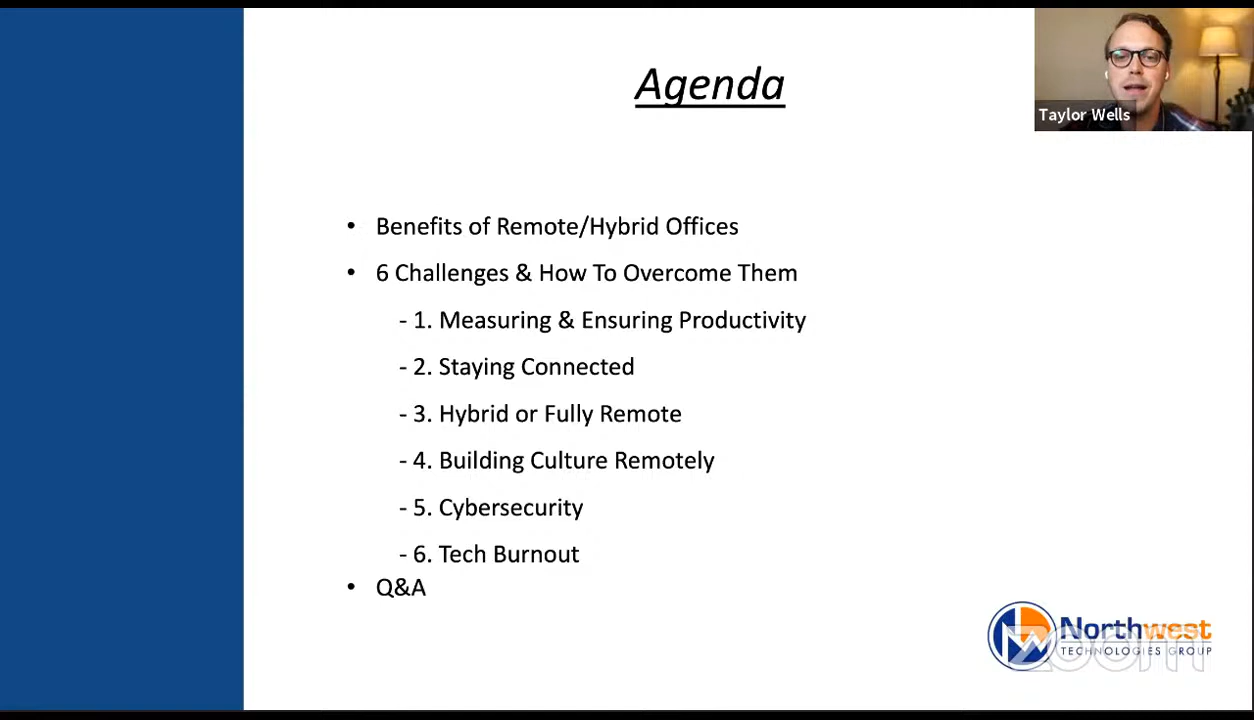 Agenda
Taylor Wells
• Benefits of Remote/Hybrid Offices
• 6 Challenges & How To Overcome Them
- 1. Measuring & Ensuring Productivity
- 2. Staying Connected
- 3. Hybrid or Fully Remote
- 4. Building Culture Remotely
- 5. Cybersecurity
- 6. Tech Burnout
• Q&A
Northwest
TECHNOLOGIES GROUP
zoom